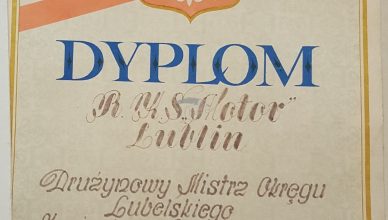 DYPLOM
R. K. S. „Motor”
Lublin
Drużynowy Mistrz Okręgu
Lubelskiego